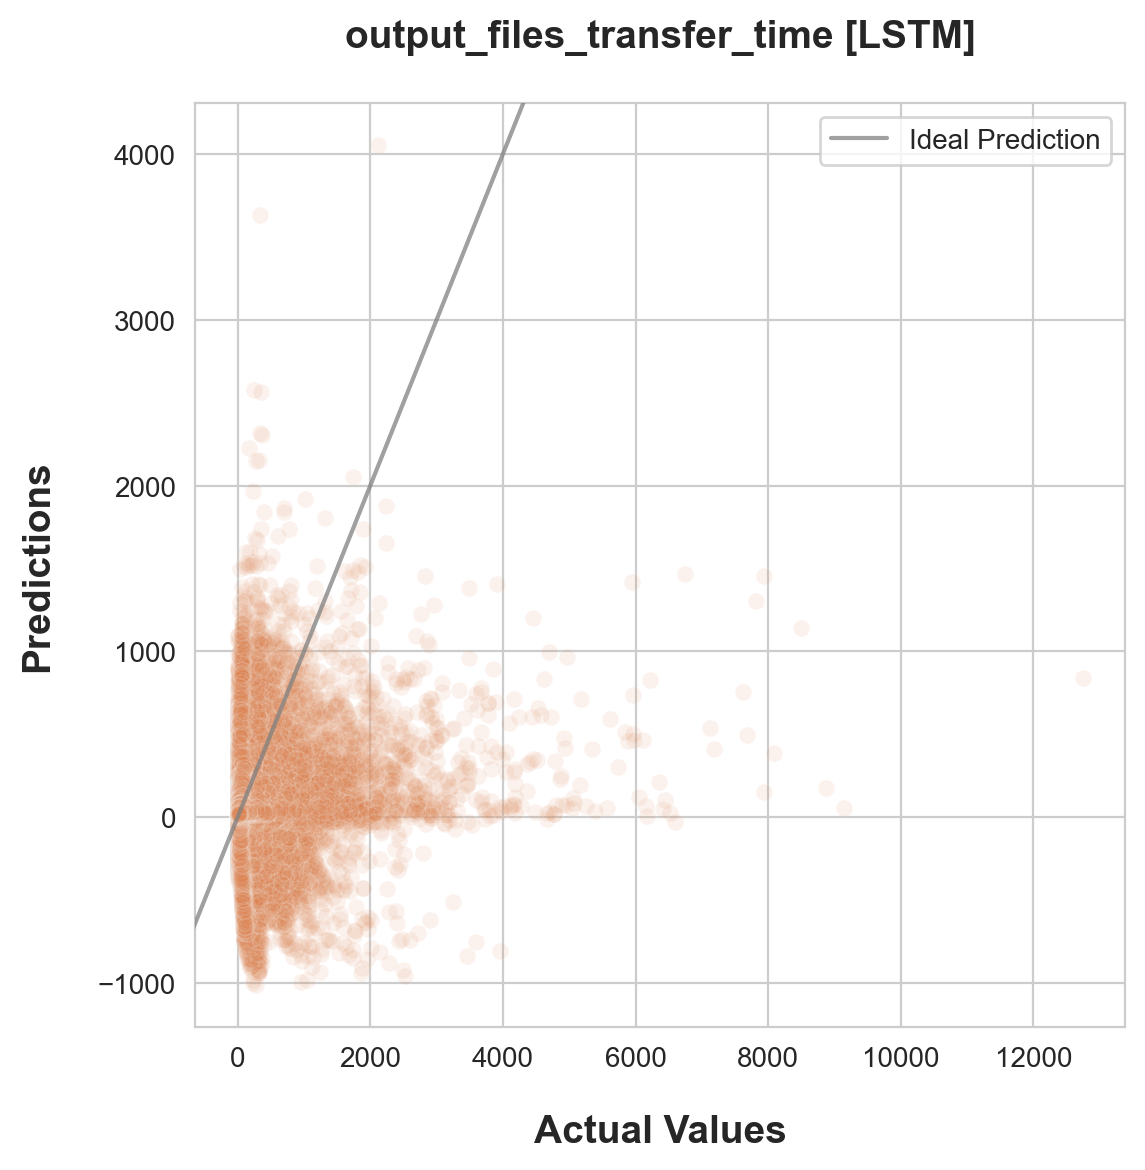 output_files_transfer_time [LSTM]
Ideal Prediction
4000
3000
2000
1000
0
−1000
Predictions
0 2000 4000 6000 8000 10000 12000
Actual Values